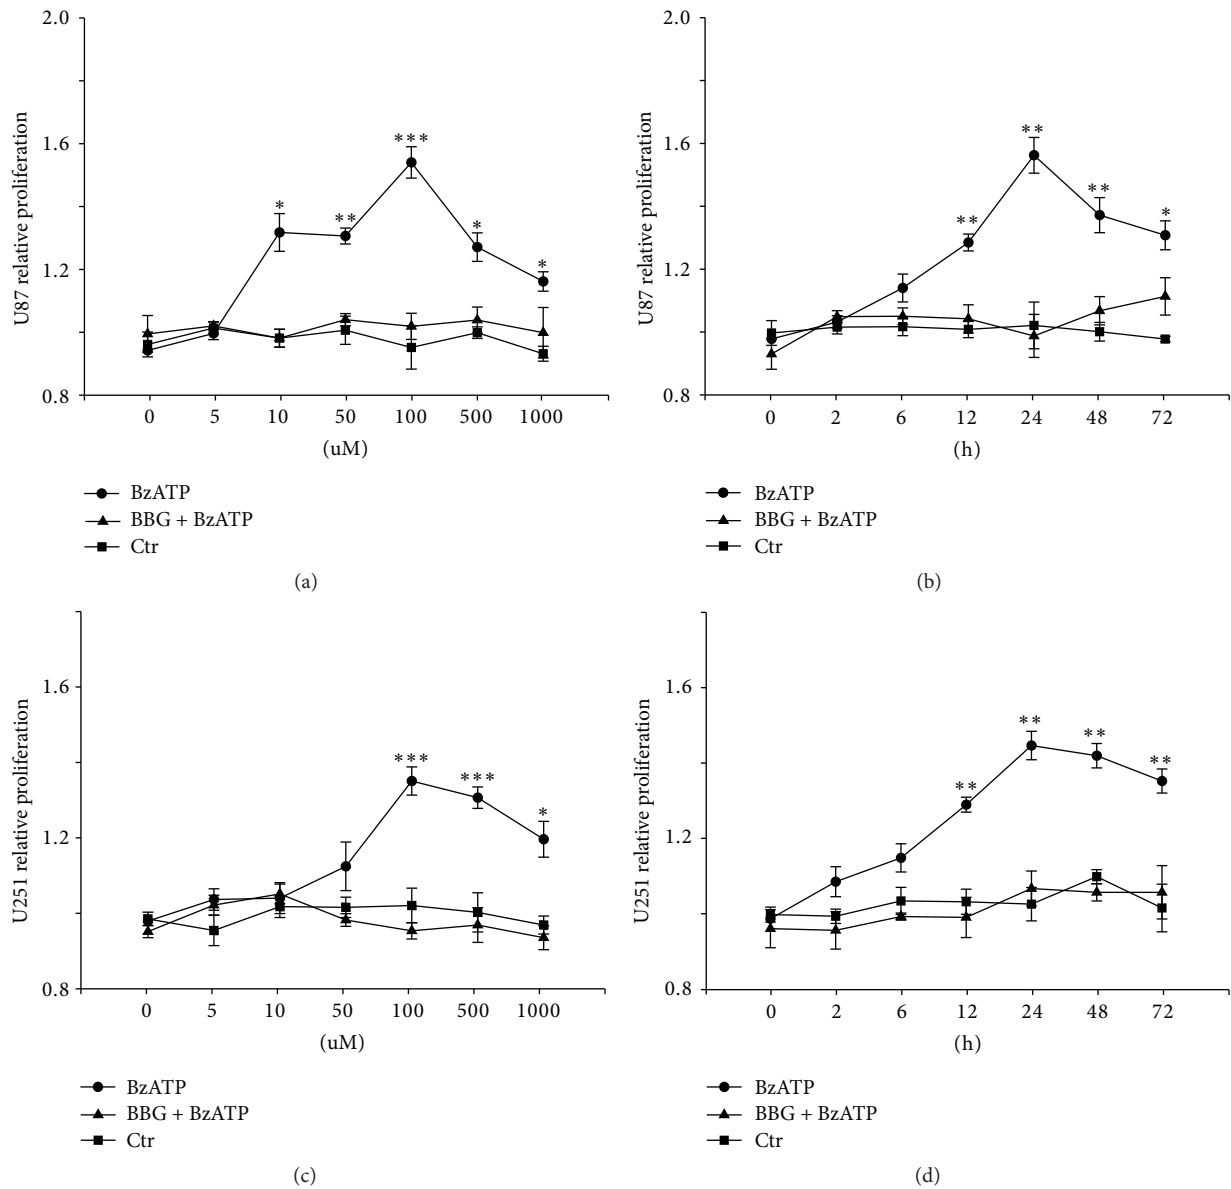 2.0
1.6
1.2
0.8
U87 relative proliferation
*
**
***
*
*
0 5 10 50 100 500 1000
(uM)
BzATP
BBG + BzATP
Ctr
(a)
2.0
1.6
1.2
0.8
U87 relative proliferation
**
**
**
*
0 2 6 12 24 48 72
(h)
BzATP
BBG + BzATP
Ctr
(b)
1.6
1.2
0.8
U251 relative proliferation
***
***
*
0 5 10 50 100 500 1000
(uM)
BzATP
BBG + BzATP
Ctr
(c)
1.6
1.2
0.8
U251 relative proliferation
**
**
**
**
0 2 6 12 24 48 72
(h)
BzATP
BBG + BzATP
Ctr
(d)